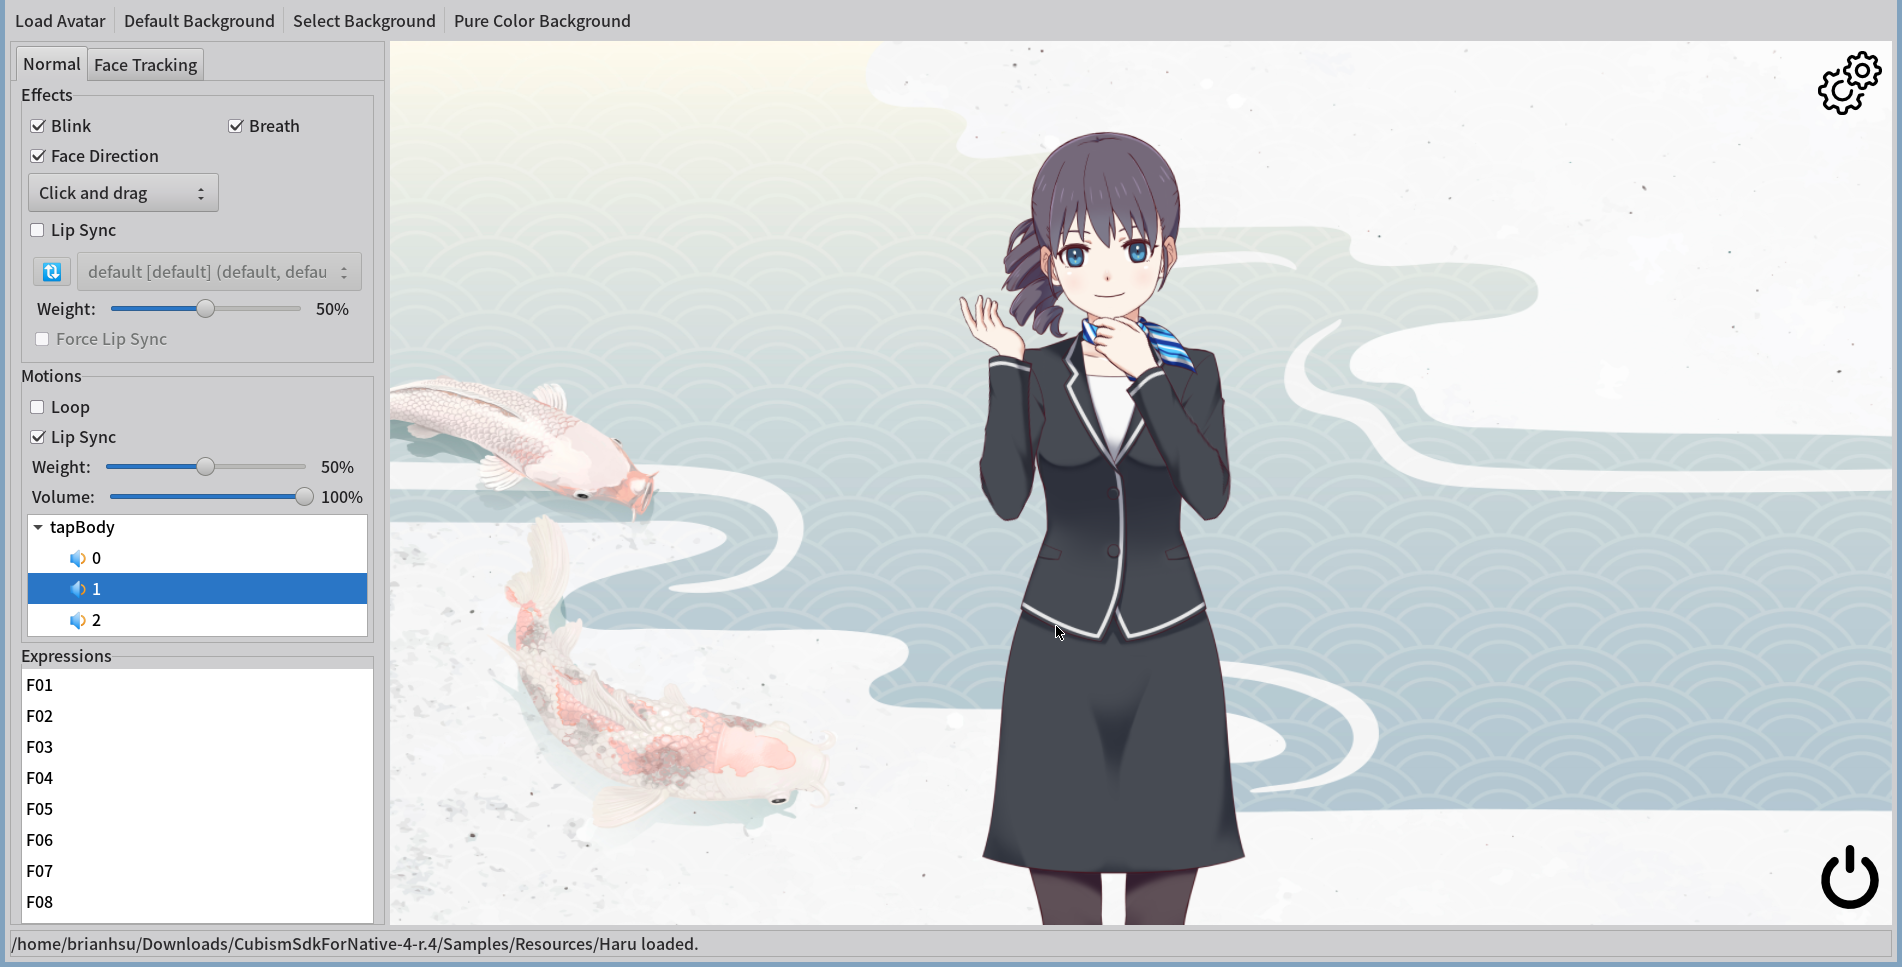 Load Avatar Default Background Select Background Pure Color Background
Normal Face Tracking
Effects
Blink Breath
Face Direction
Click and drag
Lip Sync
default [default] (default, defau
Weight: 50%
Force Lip Sync
Motions
Loop
Lip Sync
Weight: 50%
Volume: 100%
tapBody
0
1
2
Expressions
F01
F02
F03
F04
F05
F06
F07
F08
/home/brianhsu/Downloads/CubismSdkForNative-4-r.4/Samples/Resources/Haru loaded.